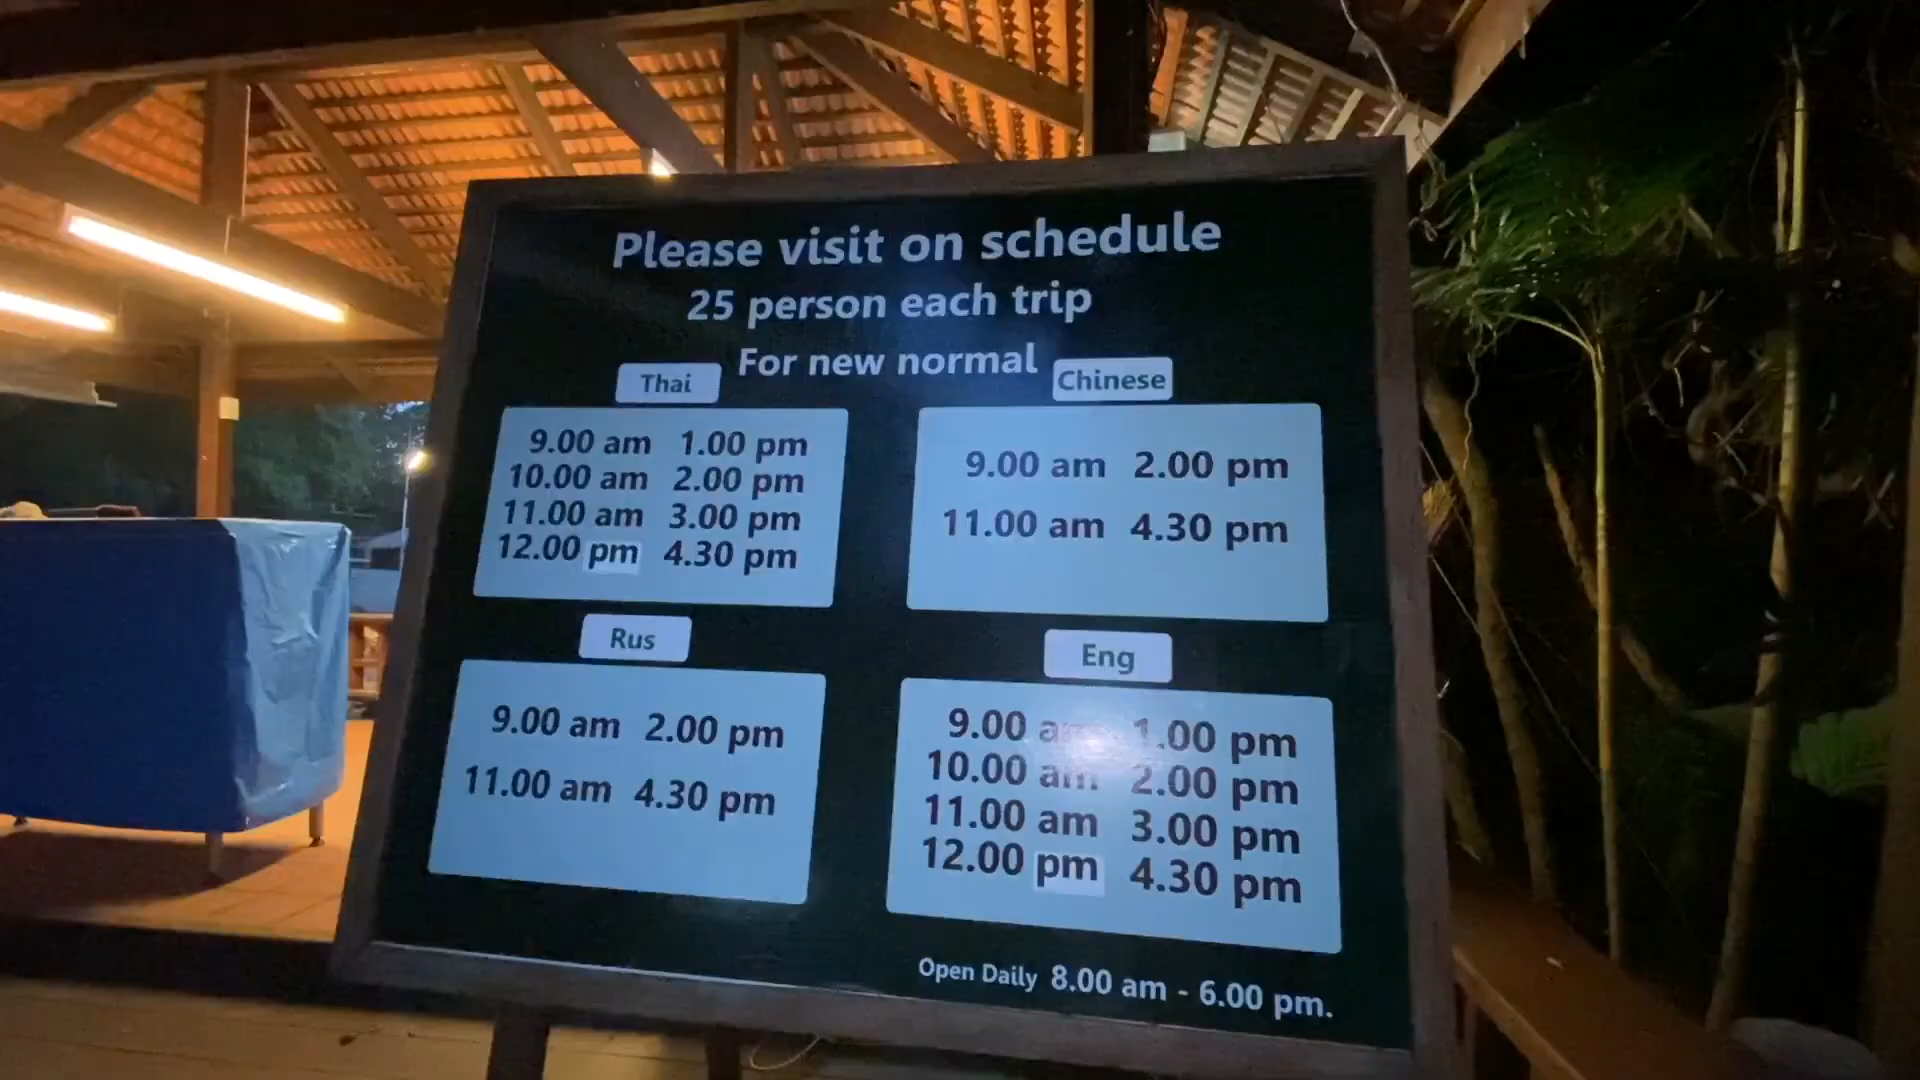 Please visit on schedule
25 person each trip
For new normal
Thai
9.00 am 1.00 pm
10.00 am 2.00 pm
11.00 am 3.00 pm
12.00 pm 4.30 pm
Chinese
9.00 am 2.00 pm
11.00 am 4.30 pm
Rus
9.00 am 2.00 pm
11.00 am 4.30 pm
Eng
9.00 am 1.00 pm
10.00 am 2.00 pm
11.00 am 3.00 pm
12.00 pm 4.30 pm
Open Daily 8.00 am - 6.00 pm.